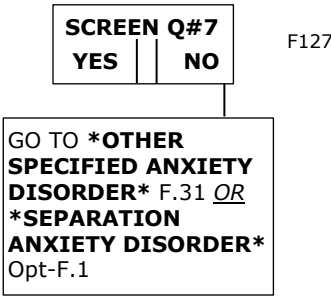 SCREEN Q#7
YES NO
F127
GO TO *OTHER
SPECIFIED ANXIETY
DISORDER* F.31 OR
*SEPARATION
ANXIETY DISORDER*
Opt-F.1